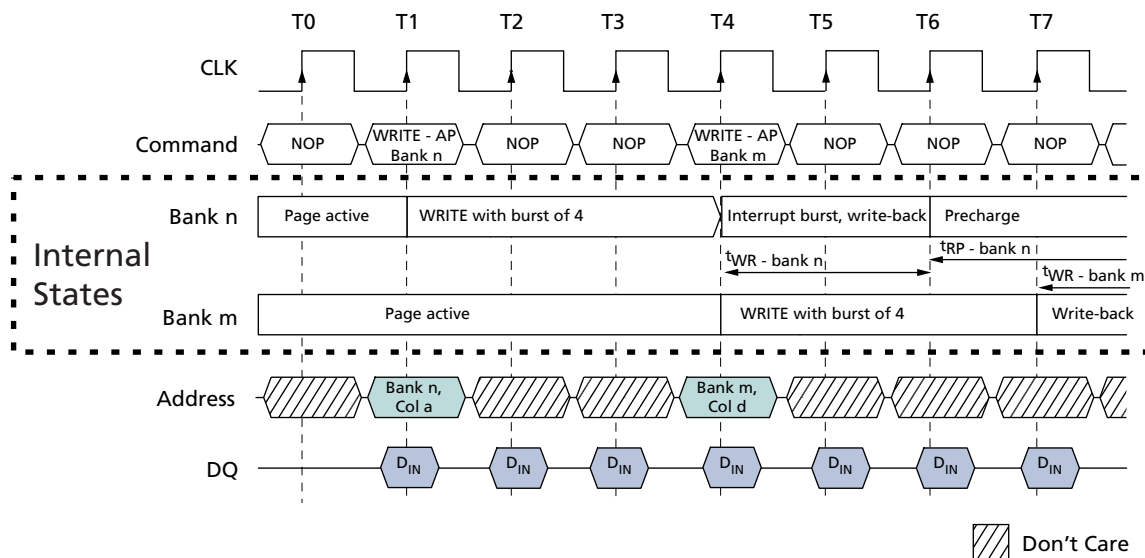 T0 T1 T2 T3 T4 T5 T6 T7
CLK
Command NOP WRITE - AP Bank n NOP NOP WRITE - AP Bank m NOP NOP NOP
Internal States
Bank n Page active WRITE with burst of 4 Interrupt burst, write-back Precharge
tWR - bank n tRP - bank n
tWR - bank m
Bank m Page active WRITE with burst of 4 Write-back
Address Bank n, Col a Bank m, Col d
DQ DIN DIN DIN DIN DIN DIN DIN
Don't Care